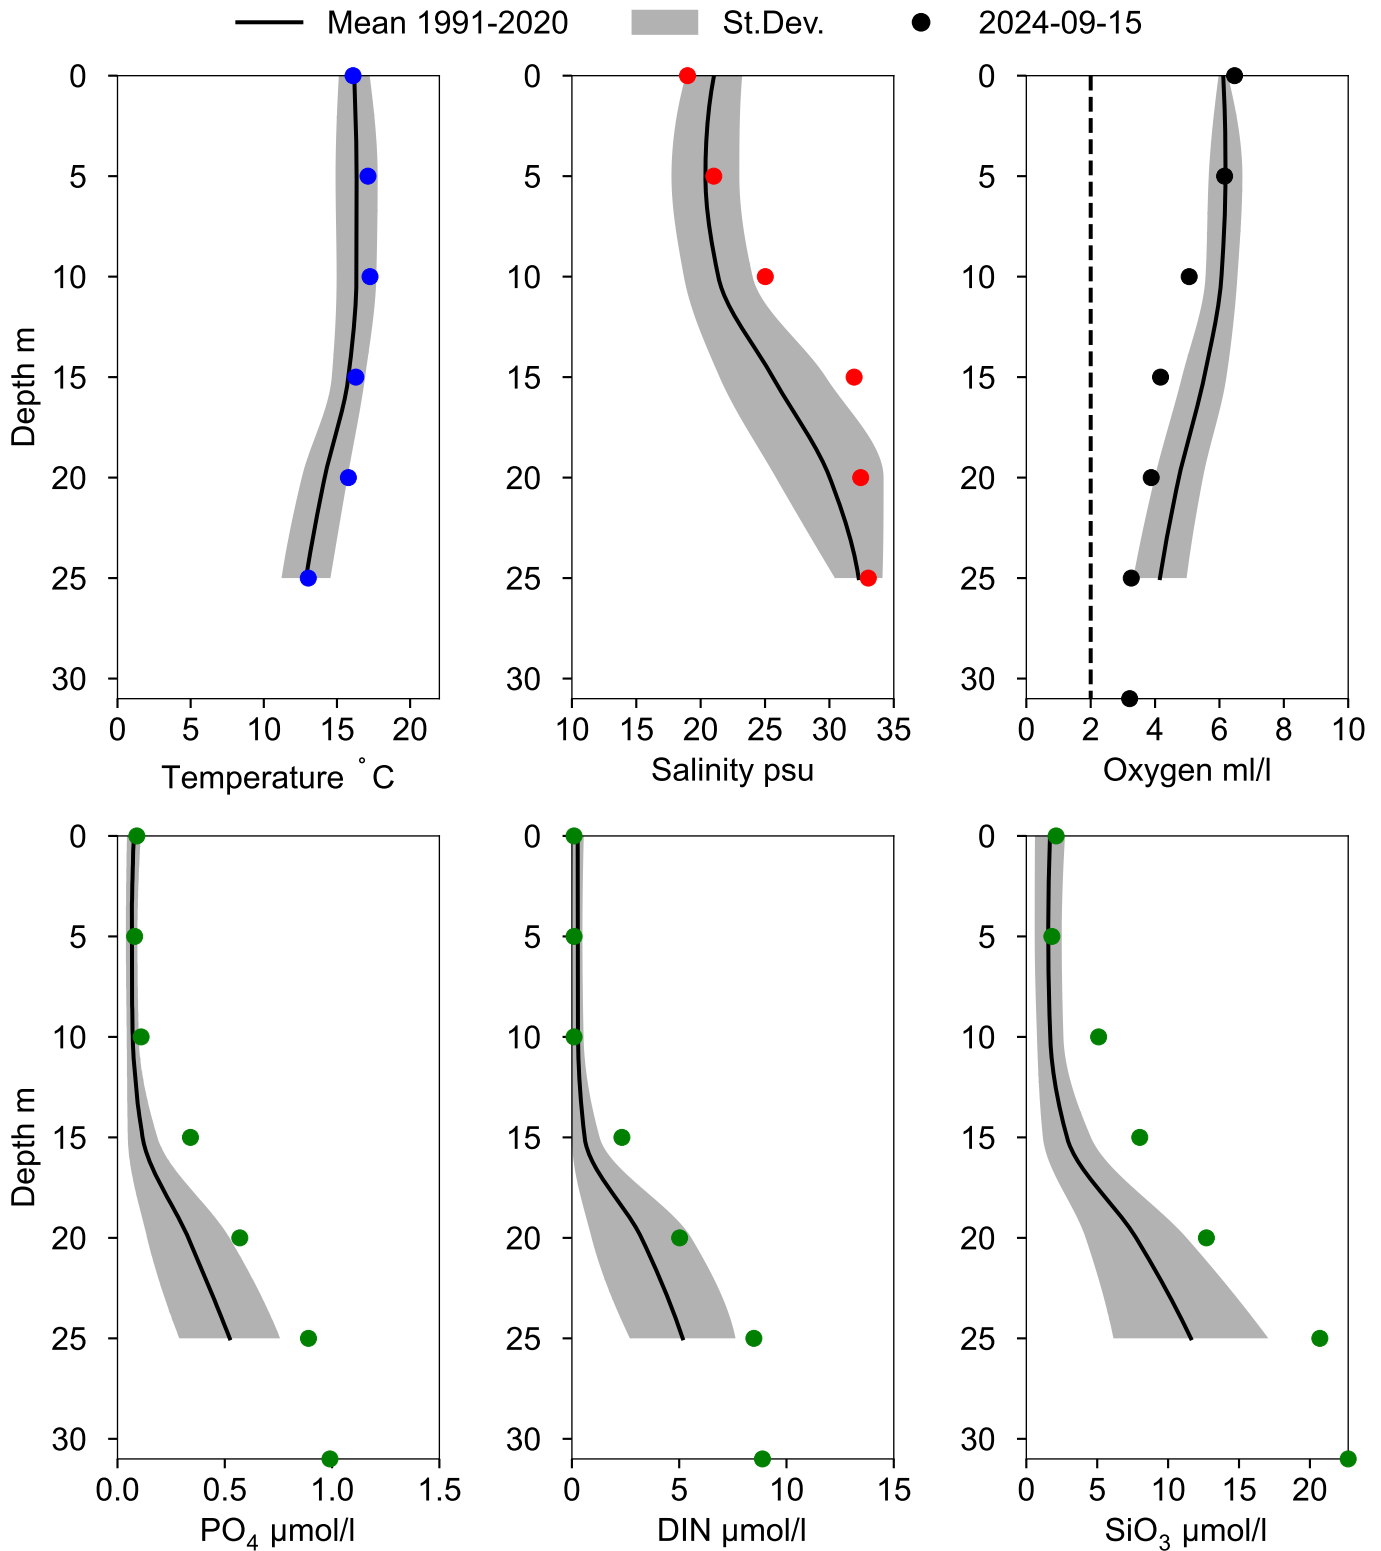 Mean 1991-2020 St.Dev. 2024-09-15
0 0 0
5 5 5
10 10 10
15 15 15
20 20 20
25 25 25
30 30 30
Depth m
0 5 10 15 20 10 15 20 25 30 35 0 2 4 6 8 10
Temperature °C Salinity psu Oxygen ml/l
0 0 0
5 5 5
10 10 10
15 15 15
20 20 20
25 25 25
30 30 30
Depth m
0.0 0.5 1.0 1.5 0 5 10 15 0 5 10 15 20
PO₄ µmol/l DIN µmol/l SiO₃ µmol/l